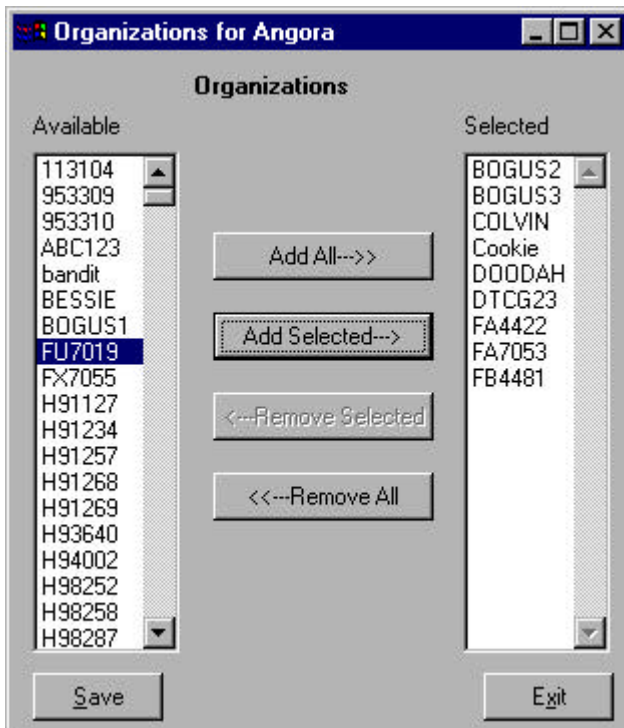 Organizations for Angora
Organizations
Available
113104
953309
953310
ABC123
bandit
BESSIE
BOGUS1
FU7019
FX7055
H91127
H91234
H91257
H91268
H91269
H93640
H94002
H98252
H98258
H98287
Add All--->>
Add Selected--->
<---Remove Selected
<<---Remove All
Selected
BOGUS2
BOGUS3
COLVIN
Cookie
DOODAH
DTCG23
FA4422
FA7053
FB4481
Save
Exit